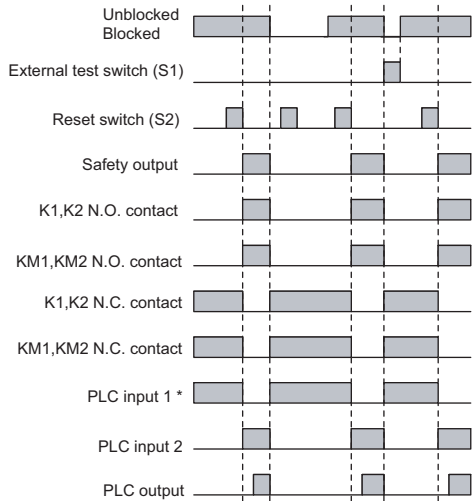 Unblocked
Blocked
External test switch (S1)
Reset switch (S2)
Safety output
K1,K2 N.O. contact
KM1,KM2 N.O. contact
K1,K2 N.C. contact
KM1,KM2 N.C. contact
PLC input 1 *
PLC input 2
PLC output